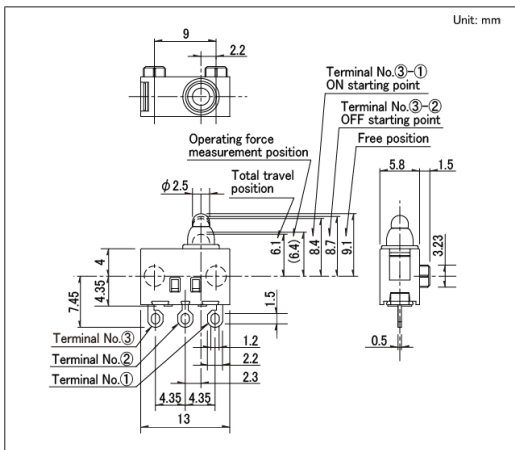 Unit: mm
9
2.2
Terminal No.③-①
ON starting point
Terminal No.③-②
OFF starting point
Operating force
measurement position
Free position
Total travel
position
5.8
1.5
φ2.5
6.1
(6.4)
8.4
8.7
9.1
3.23
4
4.35
7.45
1.5
Terminal No.③
1.2
Terminal No.②
2.2
0.5
Terminal No.①
2.3
4.35
4.35
13